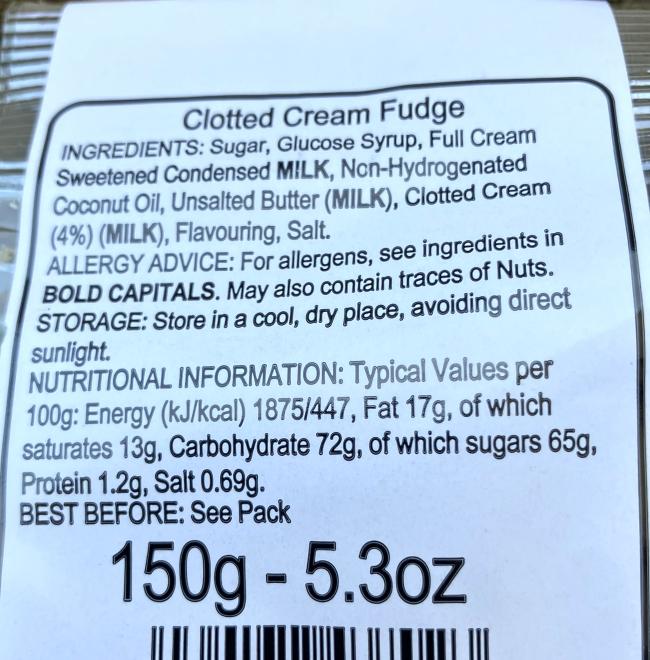 Clotted Cream Fudge
INGREDIENTS: Sugar, Glucose Syrup, Full Cream
Sweetened Condensed MILK, Non-Hydrogenated
Coconut Oil, Unsalted Butter (MILK), Clotted Cream
(4%) (MILK), Flavouring, Salt.
ALLERGY ADVICE: For allergens, see ingredients in
BOLD CAPITALS. May also contain traces of Nuts.
STORAGE: Store in a cool, dry place, avoiding direct
sunlight.
NUTRITIONAL INFORMATION: Typical Values per
100g: Energy (kJ/kcal) 1875/447, Fat 17g, of which
saturates 13g, Carbohydrate 72g, of which sugars 65g,
Protein 1.2g, Salt 0.69g.
BEST BEFORE: See Pack
150g - 5.3oz